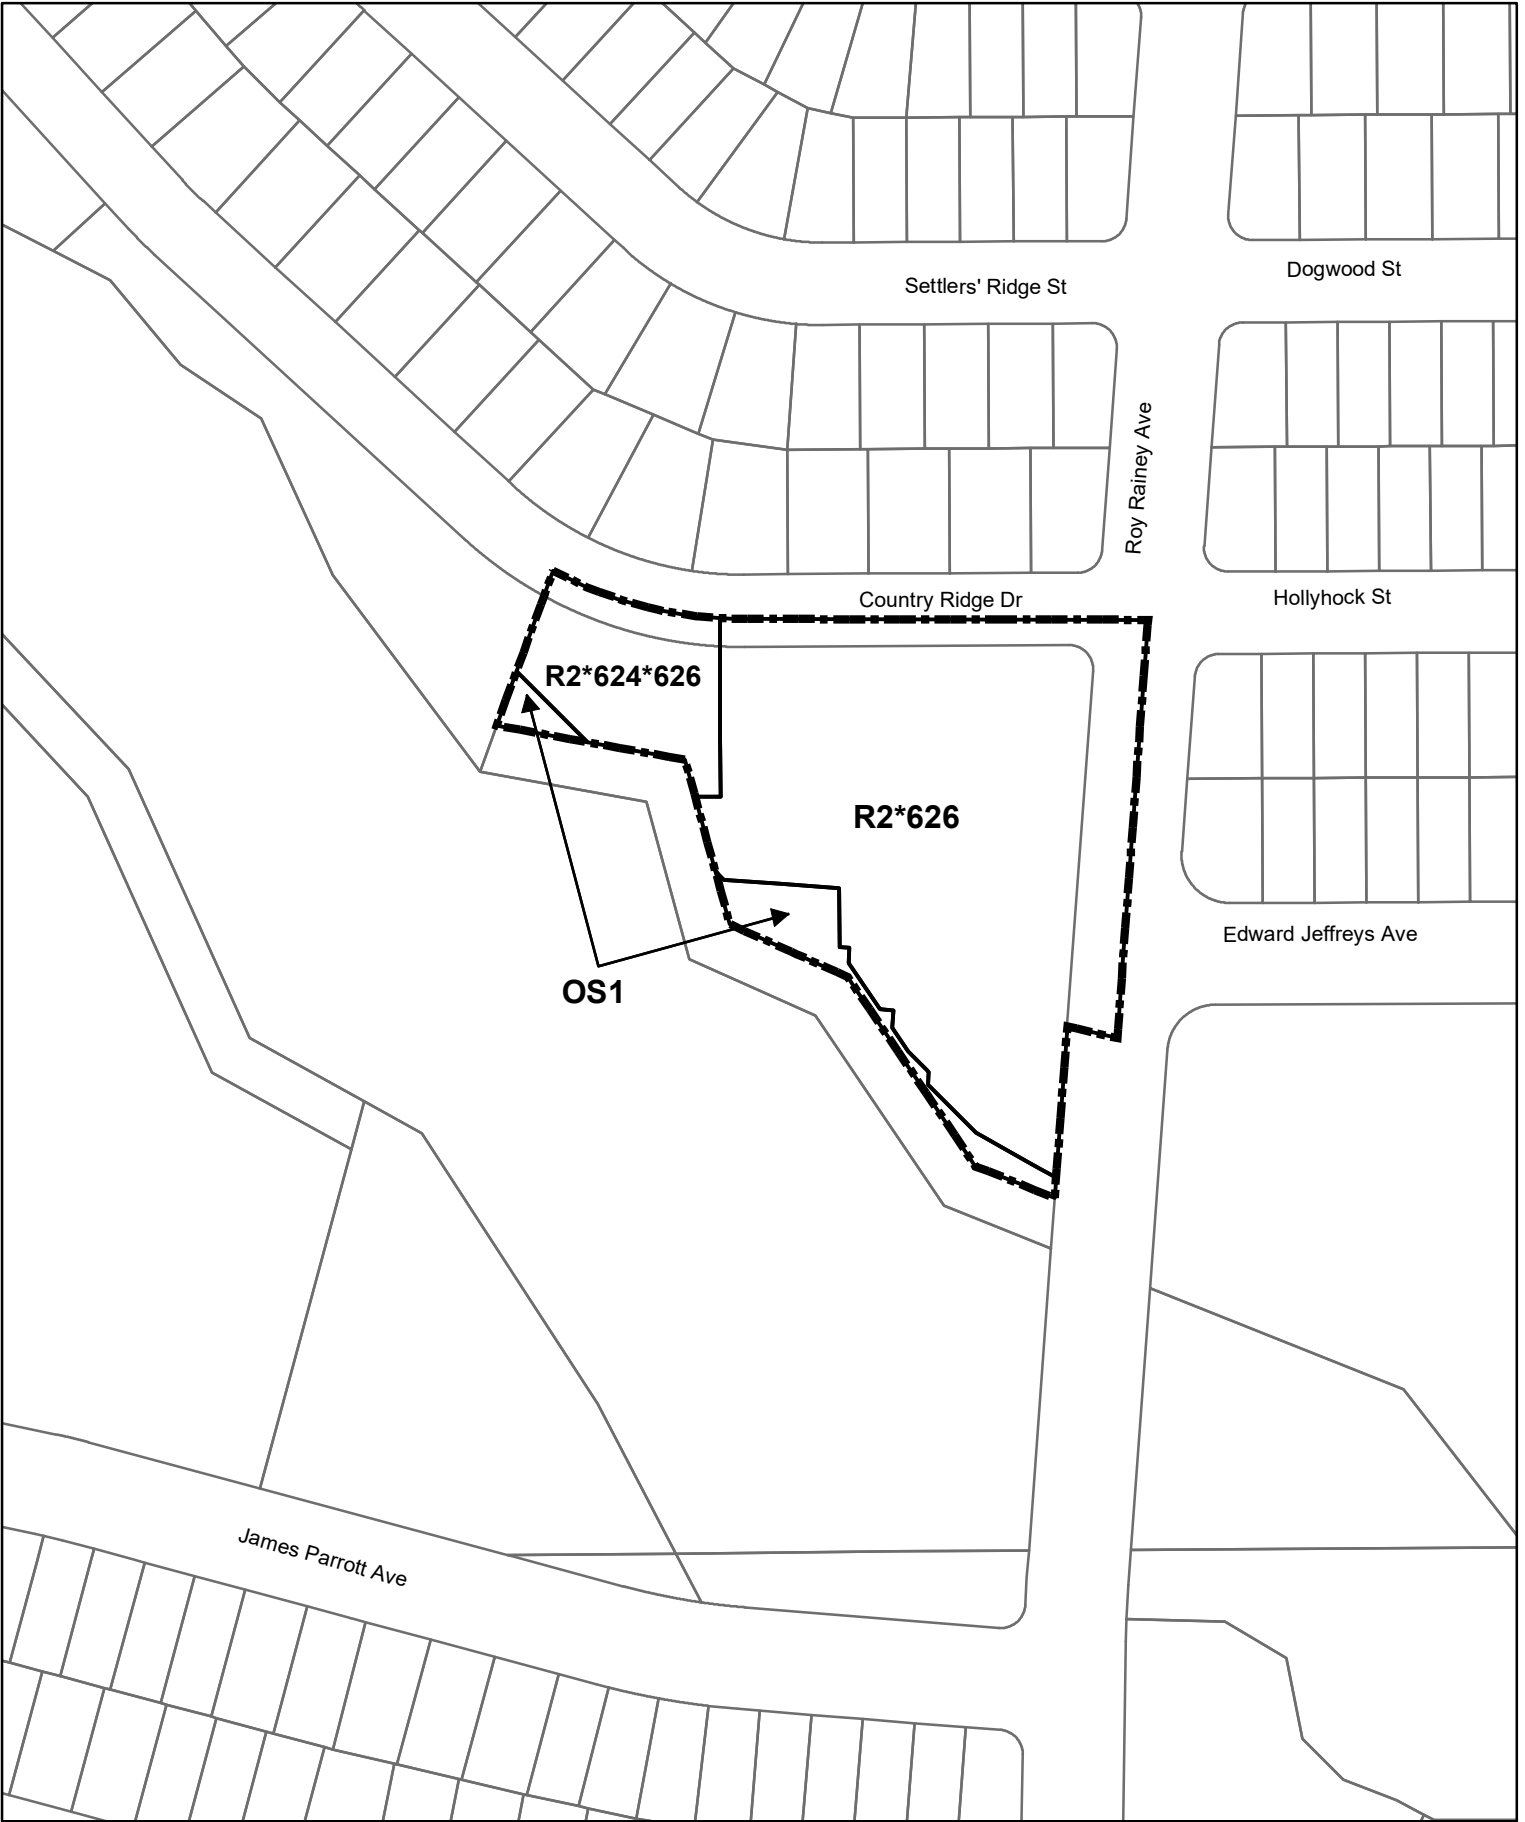 Dogwood St
Settlers' Ridge St
Roy Rainey Ave
Hollyhock St
Country Ridge Dr
R2*624*626
R2*626
Edward Jeffreys Ave
OS1
James Parrott Ave